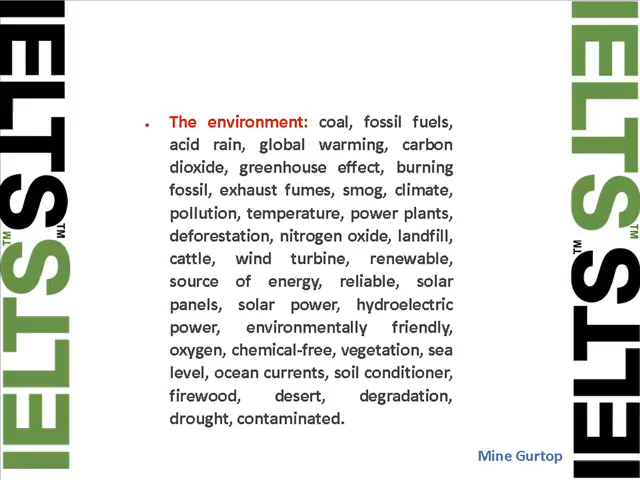 IELTS™
IELTS™
• The environment: coal, fossil fuels,
acid rain, global warming, carbon
dioxide, greenhouse effect, burning
fossil, exhaust fumes, smog, climate,
pollution, temperature, power plants,
deforestation, nitrogen oxide, landfill,
cattle, wind turbine, renewable,
source of energy, reliable, solar
panels, solar power, hydroelectric
power, environmentally friendly,
oxygen, chemical-free, vegetation, sea
level, ocean currents, soil conditioner,
firewood, desert, degradation,
drought, contaminated.
IELTS™
IELTS™
Mine Gurtop